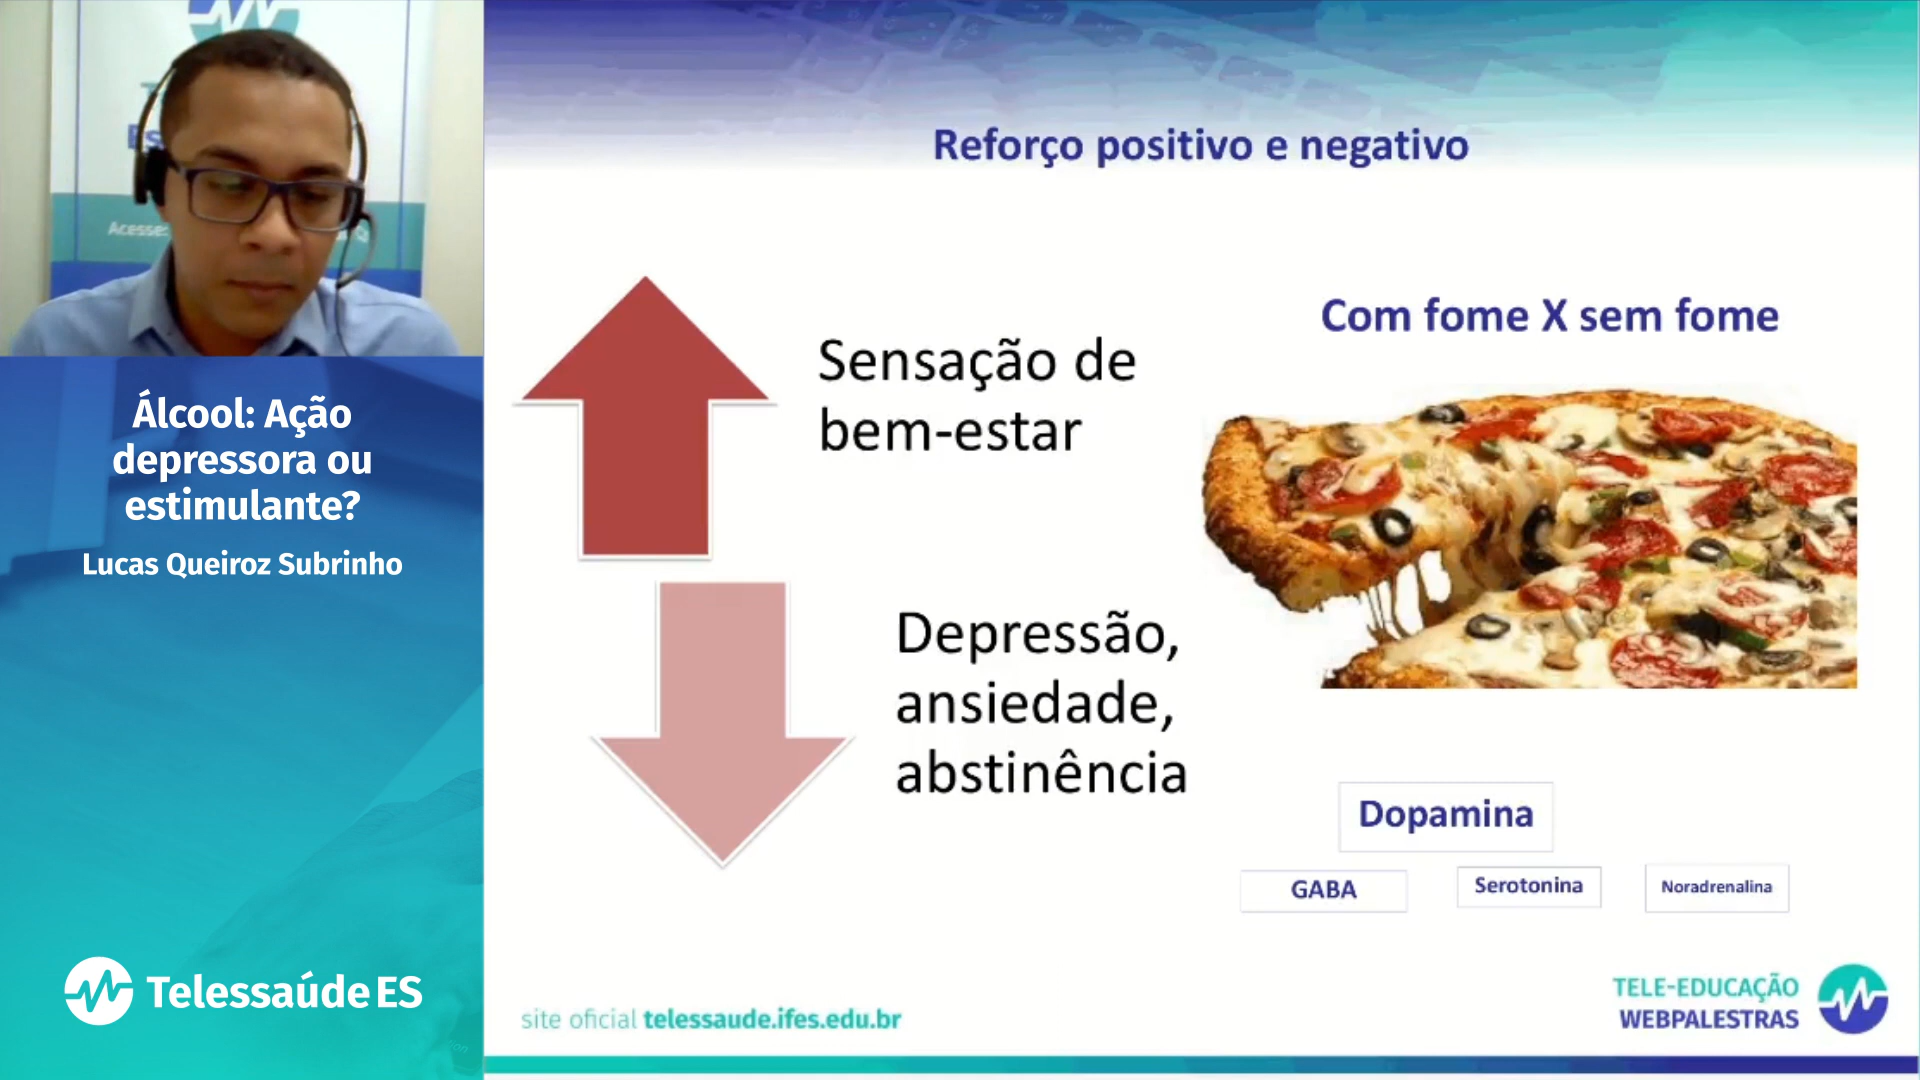 Acesse:
Álcool: Ação
depressora ou
estimulante?
Lucas Queiroz Subrinho
Telessaúde ES
Reforço positivo e negativo
Sensação de
bem-estar
Depressão,
ansiedade,
abstinência
Com fome X sem fome
Dopamina
GABA
Serotonina
Noradrenalina
site oficial telessaude.ifes.edu.br
TELE-EDUCAÇÃO
WEBPALESTRAS